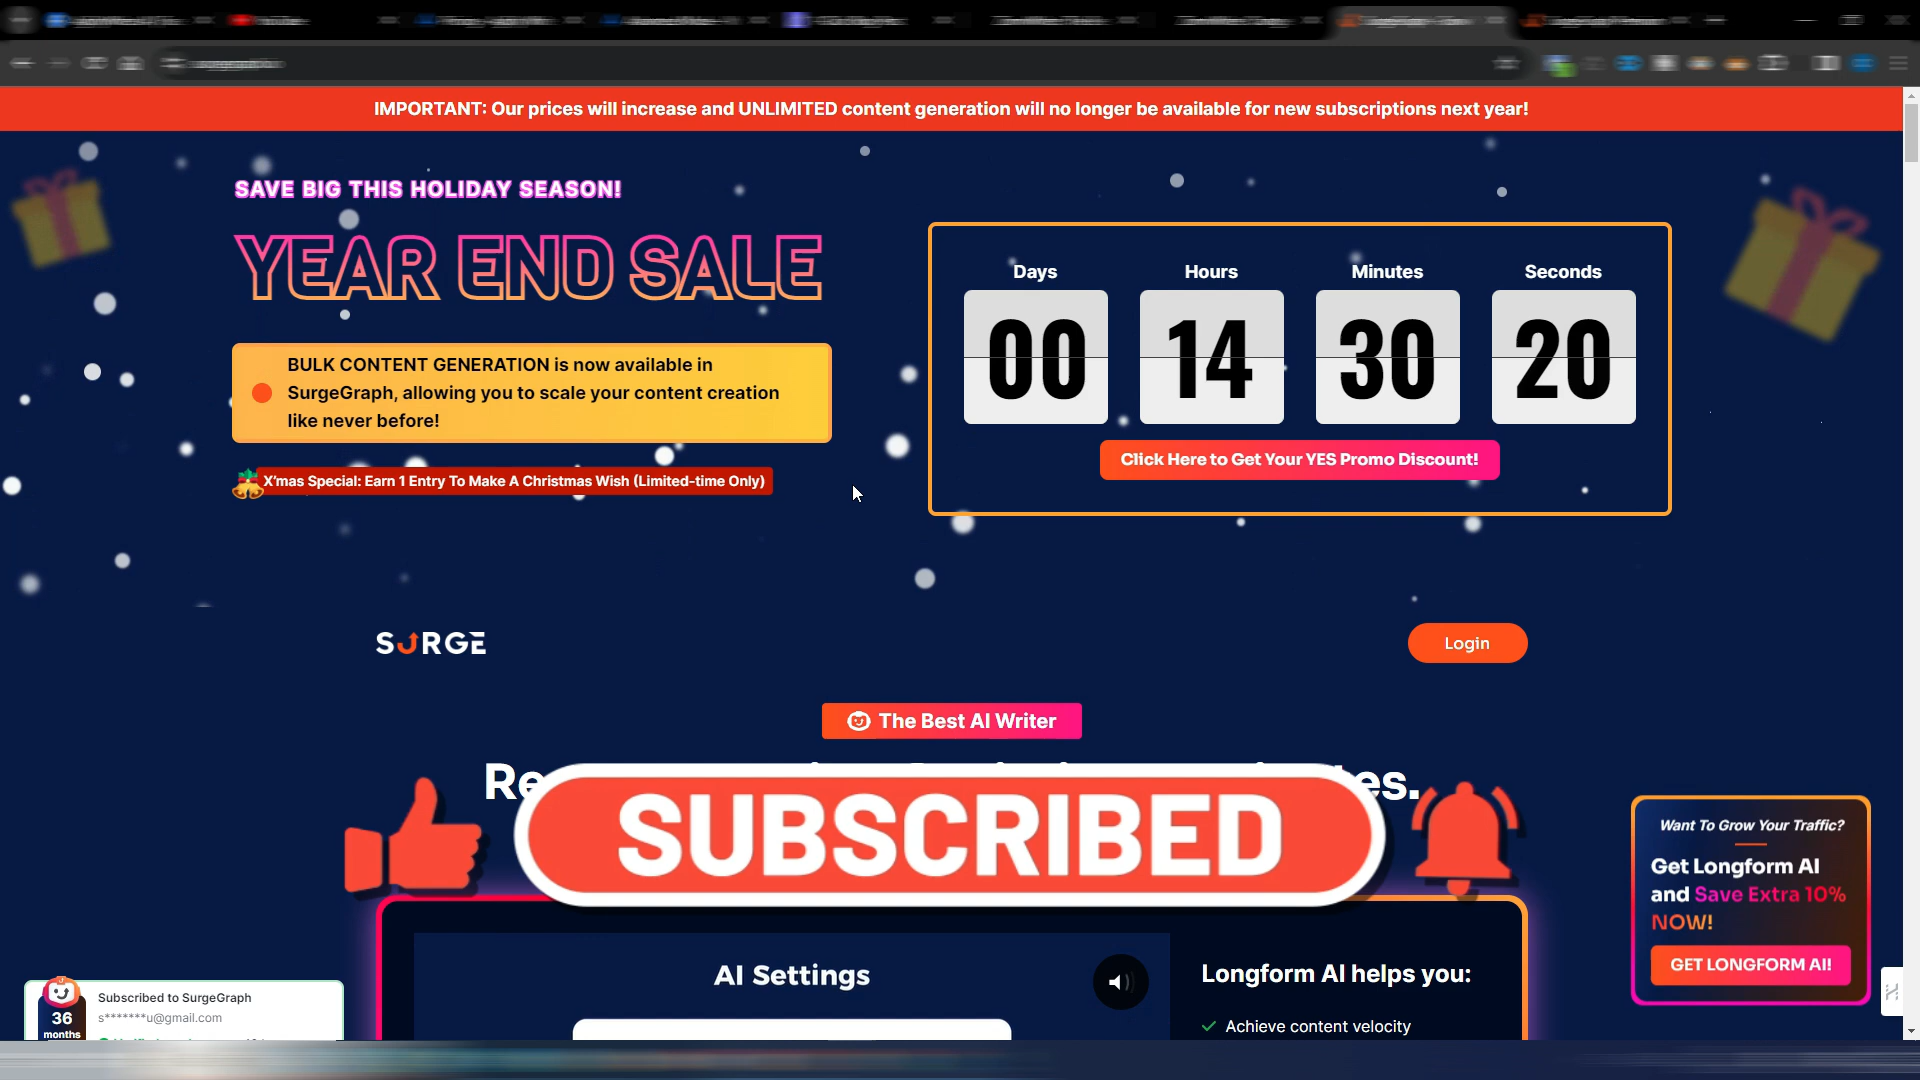 IMPORTANT: Our prices will increase and UNLIMITED content generation will no longer be available for new subscriptions next year!
SAVE BIG THIS HOLIDAY SEASON!
YEAR END SALE
BULK CONTENT GENERATION is now available in
SurgeGraph, allowing you to scale your content creation
like never before!
X'mas Special: Earn 1 Entry To Make A Christmas Wish (Limited-time Only)
Days Hours Minutes Seconds
00 14 30 20
Click Here to Get Your YES Promo Discount!
SURGE
Login
The Best AI Writer
SUBSCRIBED
AI Settings
Longform AI helps you:
Achieve content velocity
Want To Grow Your Traffic?
Get Longform AI
and Save Extra 10%
NOW!
GET LONGFORM AI!
Subscribed to SurgeGraph
s*******u@gmail.com
36
months